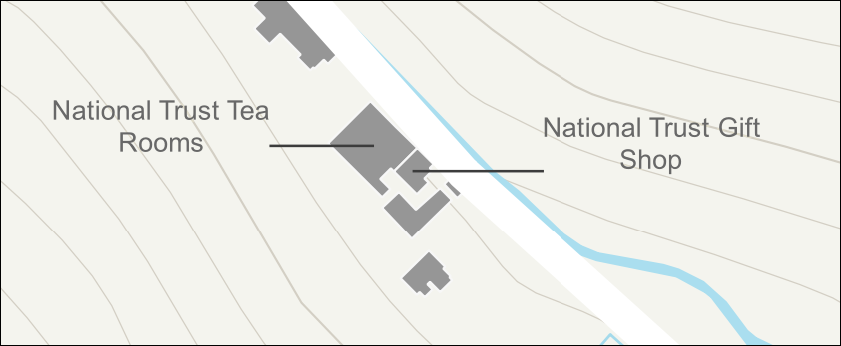 National Trust Tea
Rooms
National Trust Gift
Shop